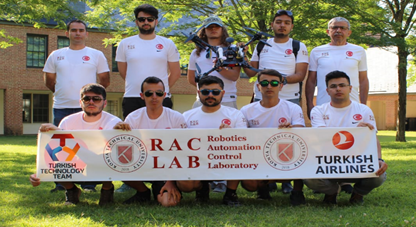 TURKISH
TECHNOLOGY
TEAM
RAC
LAB
Robotics
Automation
Control
Laboratory
TURKISH
AIRLINES